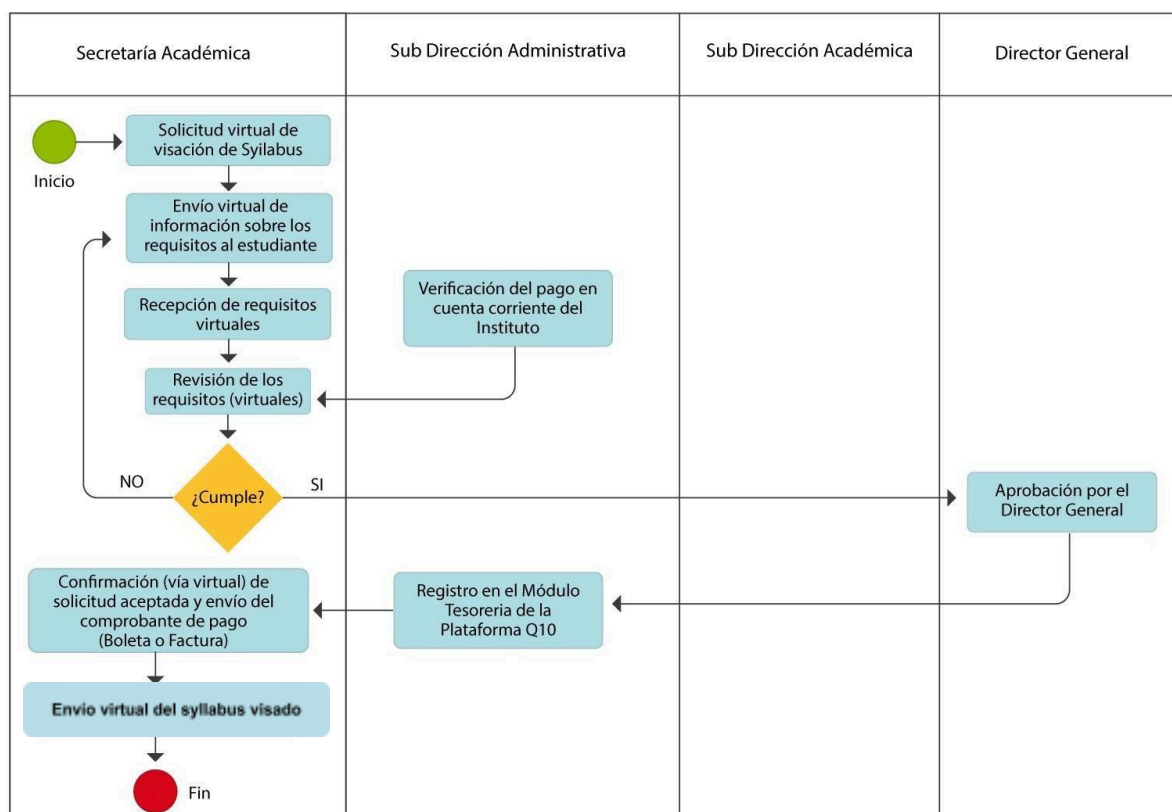 Secretaría Académica
Sub Dirección Administrativa
Sub Dirección Académica
Director General
Inicio
Solicitud virtual de
visación de Syilabus
Envío virtual de
información sobre los
requisitos al estudiante
Recepción de requisitos
virtuales
Verificación del pago en
cuenta corriente del
Instituto
Revisión de los
requisitos (virtuales)
NO
¿Cumple?
SI
Aprobación por el
Director General
Confirmación (vía virtual) de
solicitud aceptada y envío del
comprobante de pago
(Boleta o Factura)
Registro en el Módulo
Tesoreria de la
Plataforma Q10
Envio virtual del syllabus visado
Fin